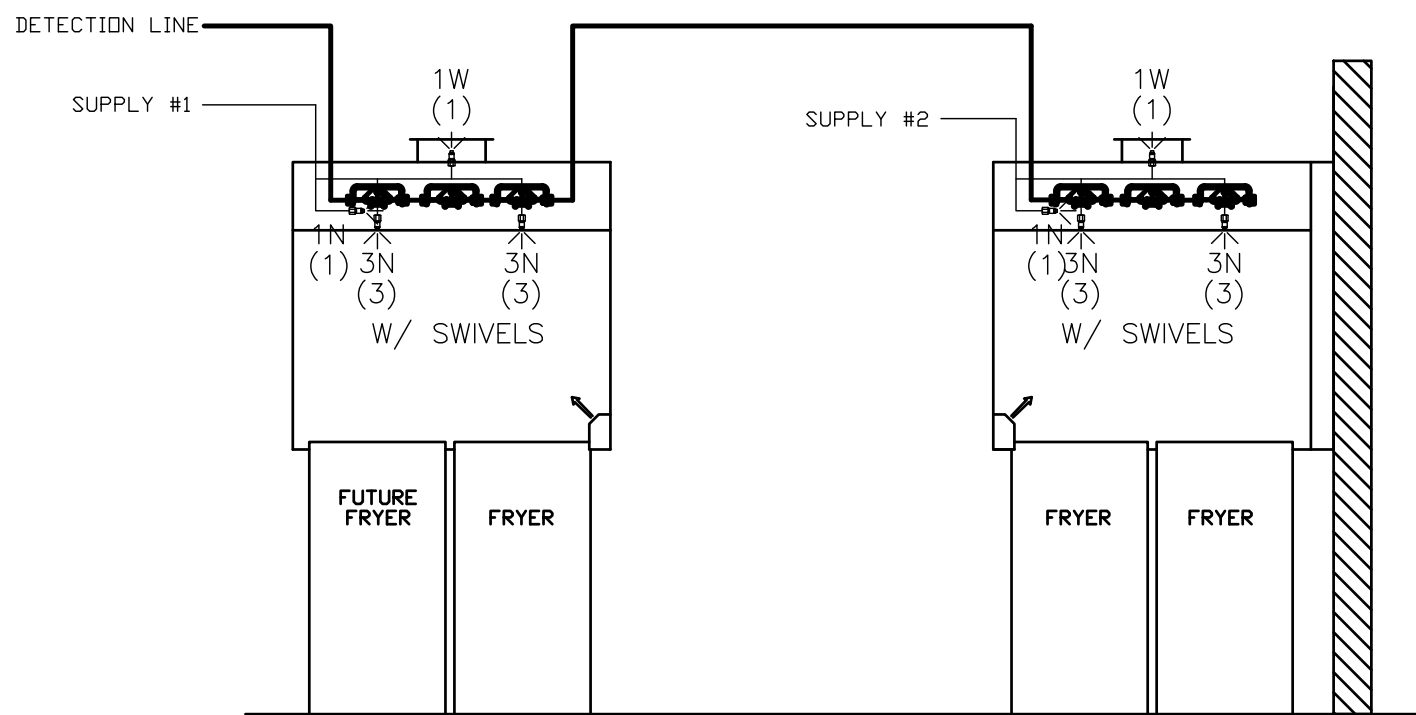 DETECTION LINE
1W
(1)
SUPPLY #1
1N
(1)
3N
(3)
3N
(3)
W/ SWIVELS
FUTURE
FRYER
FRYER
1W
(1)
SUPPLY #2
1N
(1)
3N
(3)
3N
(3)
W/ SWIVELS
FRYER
FRYER